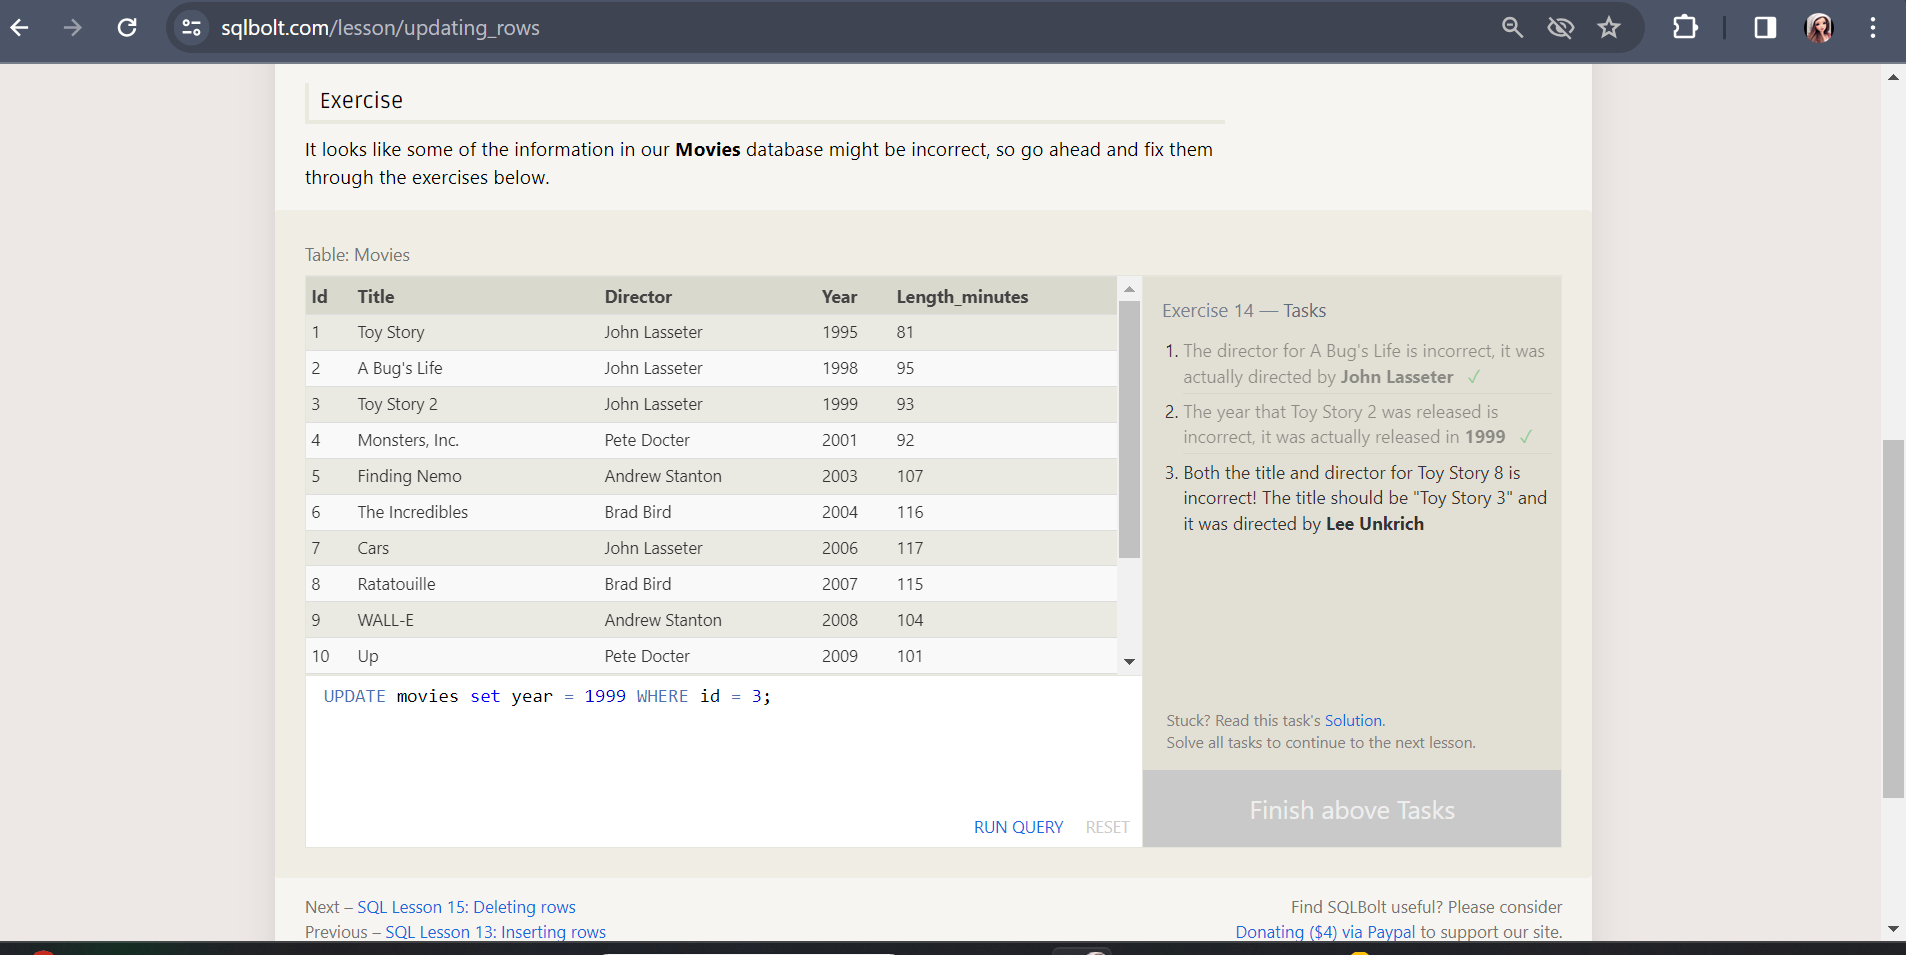 sqlbolt.com/lesson/updating_rows
Exercise
It looks like some of the information in our Movies database might be incorrect, so go ahead and fix them
through the exercises below.
Table: Movies
Id Title Director Year Length_minutes
1 Toy Story John Lasseter 1995 81
2 A Bug's Life John Lasseter 1998 95
3 Toy Story 2 John Lasseter 1999 93
4 Monsters, Inc. Pete Docter 2001 92
5 Finding Nemo Andrew Stanton 2003 107
6 The Incredibles Brad Bird 2004 116
7 Cars John Lasseter 2006 117
8 Ratatouille Brad Bird 2007 115
9 WALL-E Andrew Stanton 2008 104
10 Up Pete Docter 2009 101
UPDATE movies set year = 1999 WHERE id = 3;
RUN QUERY RESET
Exercise 14 — Tasks
1. The director for A Bug's Life is incorrect, it was
actually directed by John Lasseter ✓
2. The year that Toy Story 2 was released is
incorrect, it was actually released in 1999 ✓
3. Both the title and director for Toy Story 8 is
incorrect! The title should be "Toy Story 3" and
it was directed by Lee Unkrich
Stuck? Read this task's Solution.
Solve all tasks to continue to the next lesson.
Finish above Tasks
Next – SQL Lesson 15: Deleting rows
Previous – SQL Lesson 13: Inserting rows
Find SQLBolt useful? Please consider
Donating ($4) via Paypal to support our site.